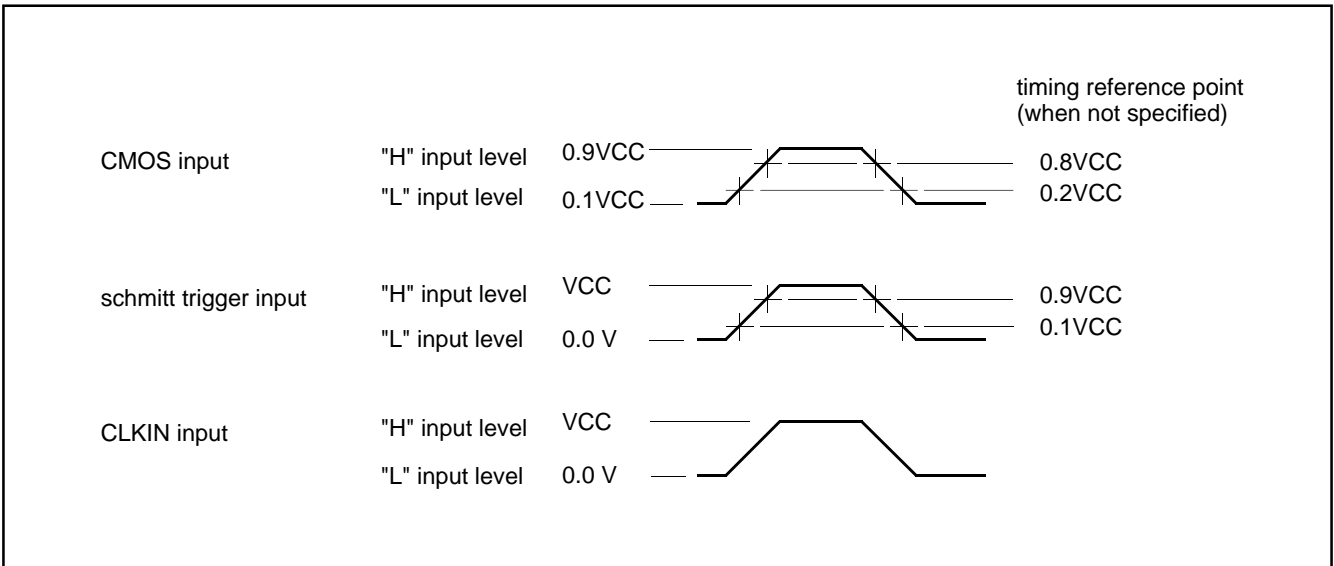 timing reference point
(when not specified)
CMOS input
"H" input level
0.9VCC
0.8VCC
"L" input level
0.1VCC
0.2VCC
schmitt trigger input
"H" input level
VCC
0.9VCC
"L" input level
0.0 V
0.1VCC
CLKIN input
"H" input level
VCC
"L" input level
0.0 V